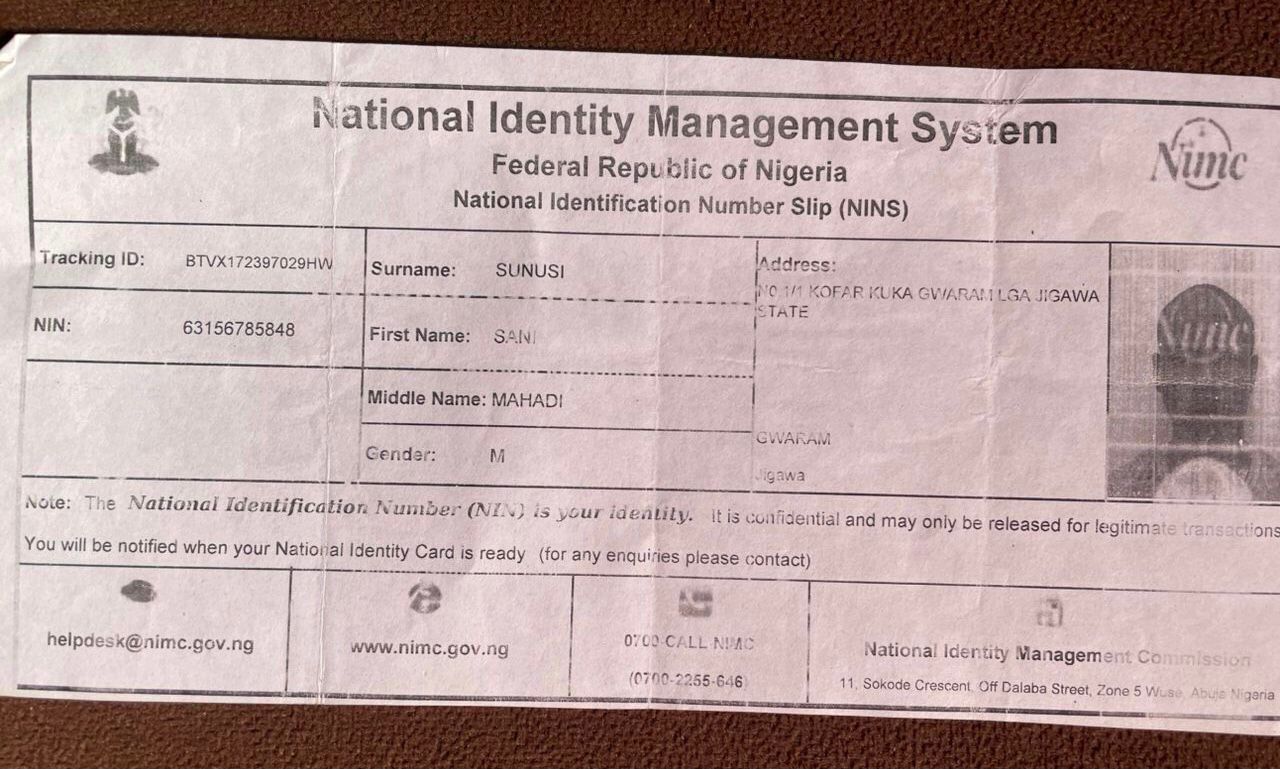 National Identity Management System
Federal Republic of Nigeria
National Identification Number Slip (NINS)
Nimc
Tracking ID: BTVX172397029HW
NIN: 63156785848
Surname: SUNUSI
First Name: SANI
Middle Name: MAHADI
Gender: M
Address:
NO 1/1 KOFAR KUKA GWARAM LGA JIGAWA
STATE
GWARAM
Jigawa
Nimc
Note: The National Identification Number (NIN) is your identity. It is confidential and may only be released for legitimate transactions
You will be notified when your National Identity Card is ready (for any enquiries please contact)
helpdesk@nimc.gov.ng
www.nimc.gov.ng
0700-CALL NIMC
(0700-2255-646)
National Identity Management Commission
11, Sokode Crescent, Off Dalaba Street, Zone 5 Wuse, Abuja Nigeria